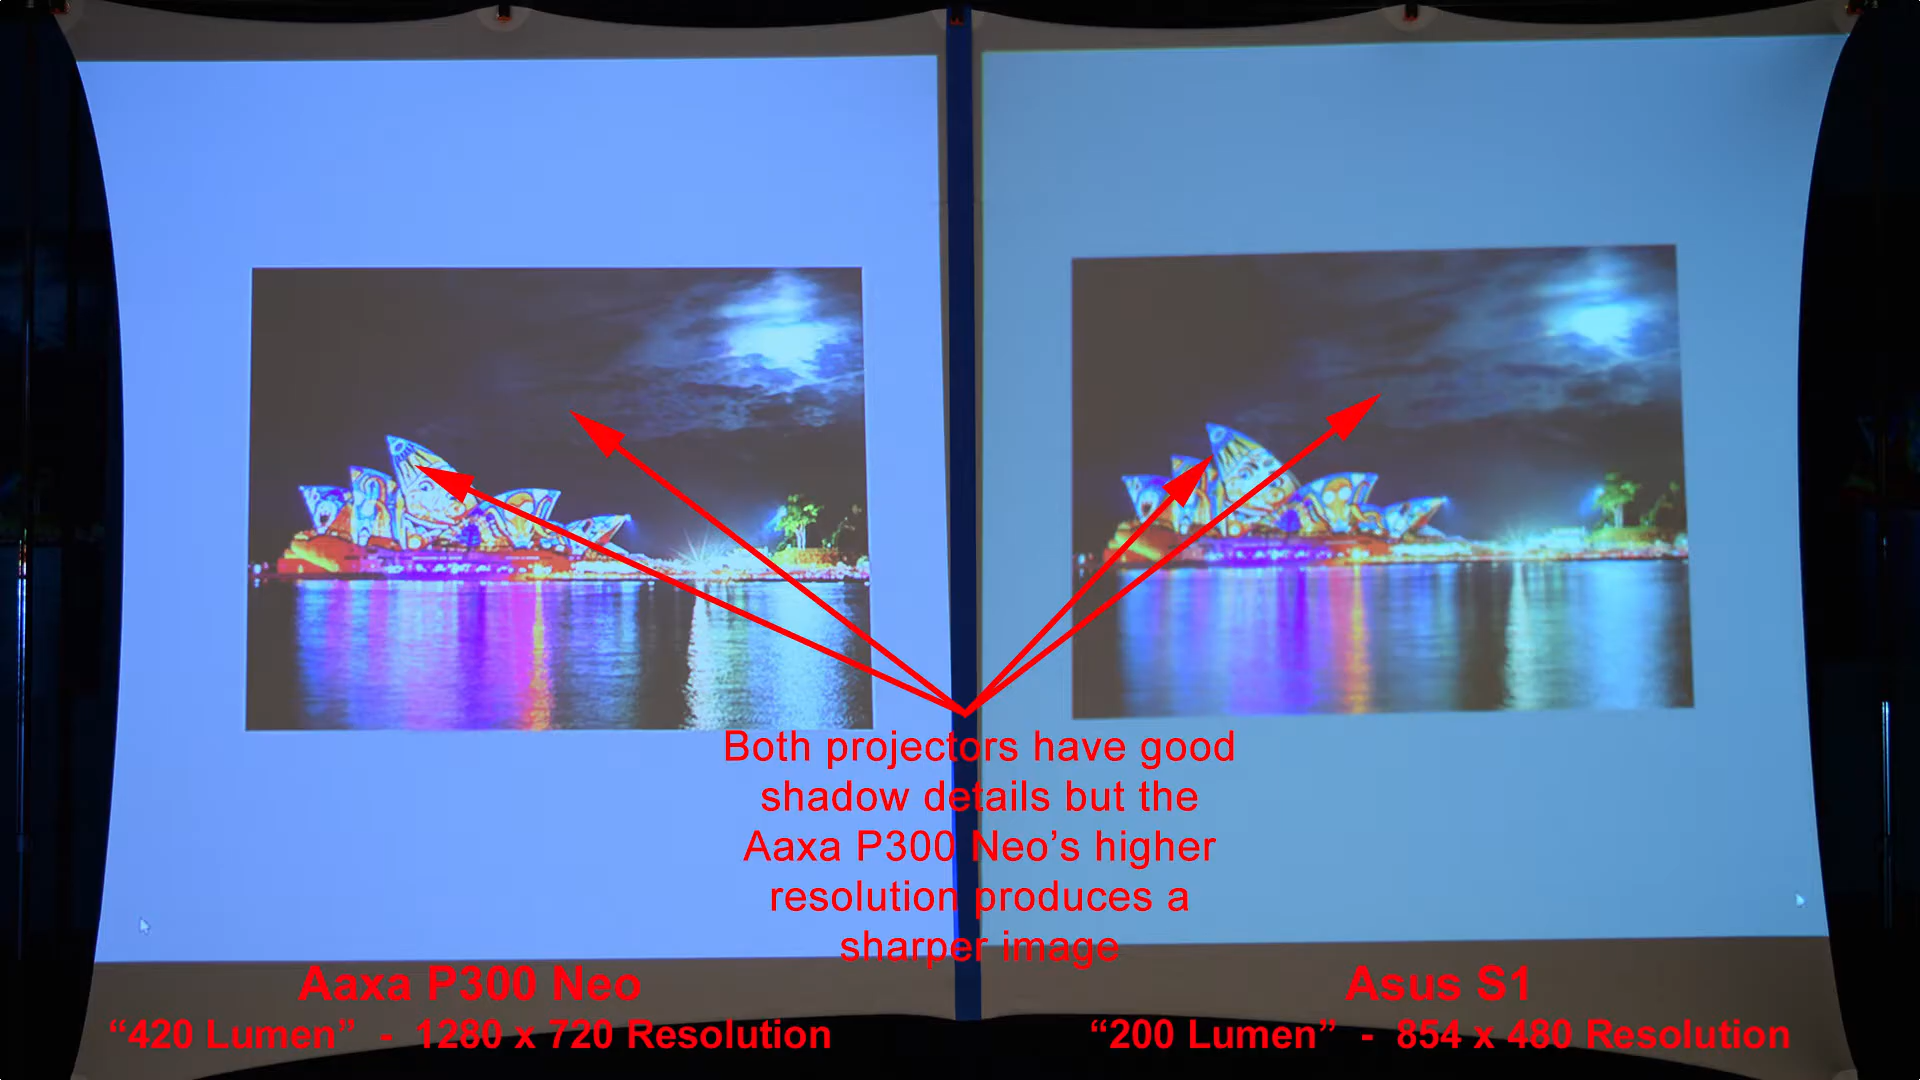 Both projectors have good
shadow details but the
Aaxa P300 Neo’s higher
resolution produces a
sharper image
Aaxa P300 Neo
“420 Lumen” - 1280 x 720 Resolution
Asus S1
“200 Lumen” - 854 x 480 Resolution